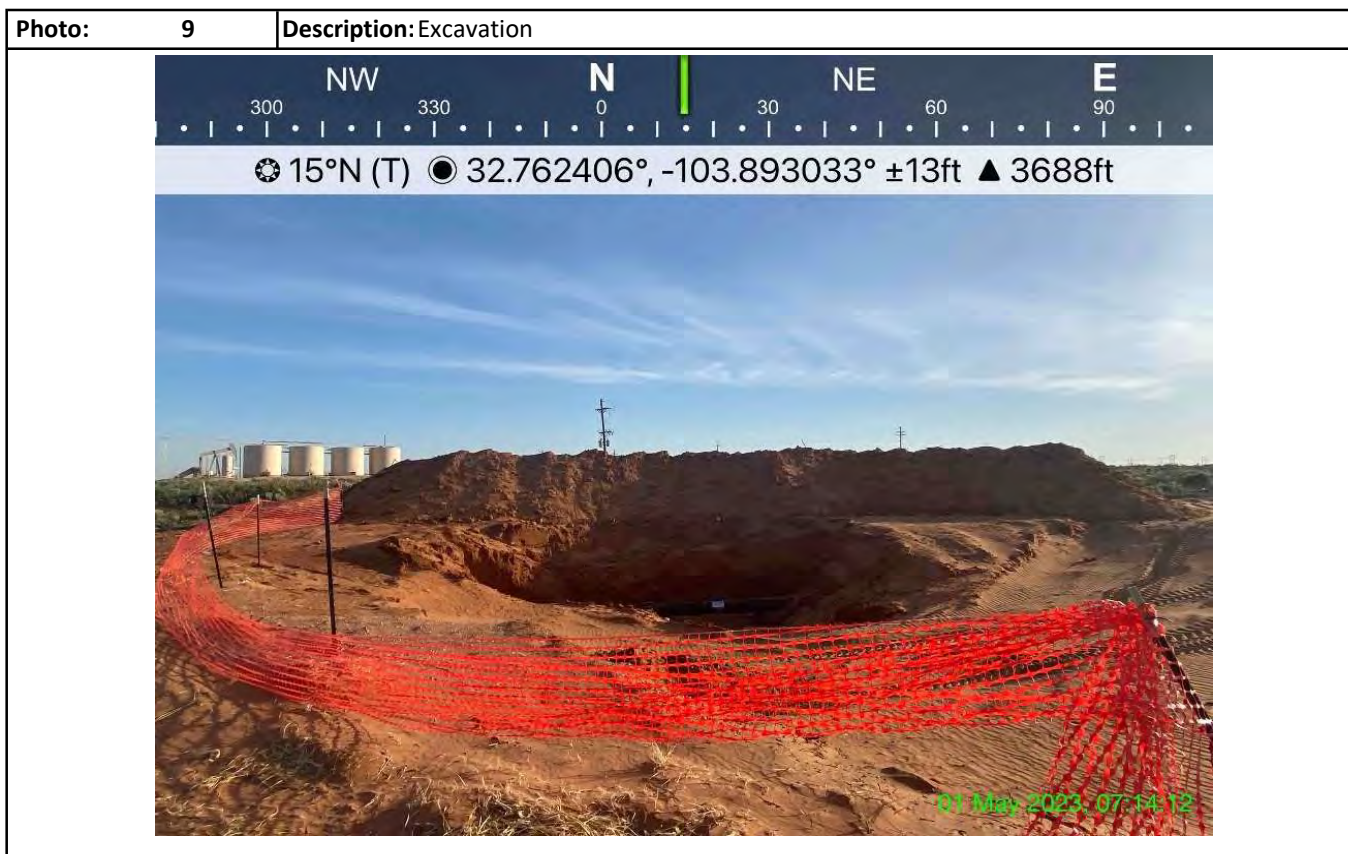 Photo: 9 Description: Excavation
NW N NE E
300 330 0 30 60 90
15°N (T) 32.762406°, -103.893033° ±13ft ▲ 3688ft
01 May 2023, 07:14:12